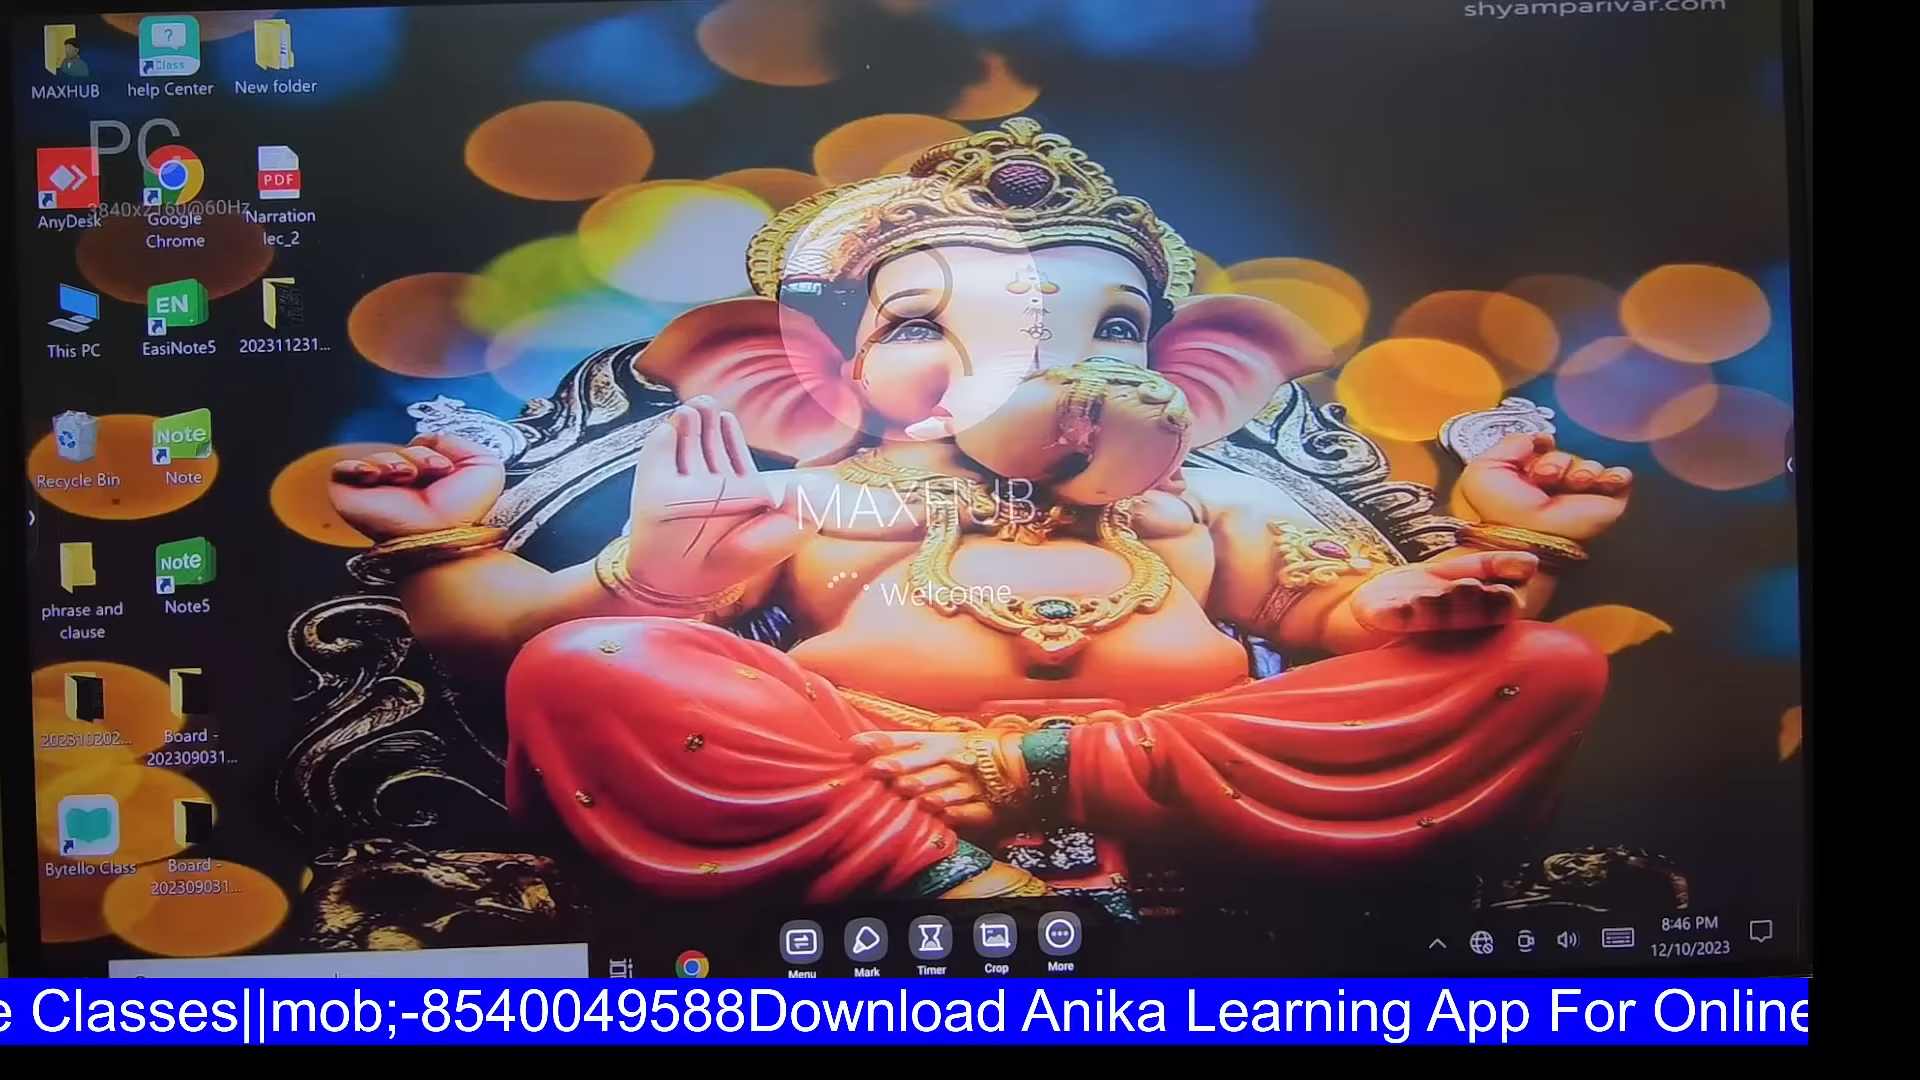 shyamparivar.com
MAXHUB
help Center
New folder
PC
3840x2160@60Hz
AnyDesk
Google
Chrome
PDF
Narration
lec_2
This PC
EN
EasiNote5
202311231...
Recycle Bin
Note
Note
phrase and
clause
Note
Note5
202310202...
Board -
202309031...
Bytello Class
Board -
202309031...
Class
MAXHUB
Welcome
Menu
Mark
Timer
Crop
More
8:46 PM
12/10/2023
e Classes||mob;-8540049588Download Anika Learning App For Online